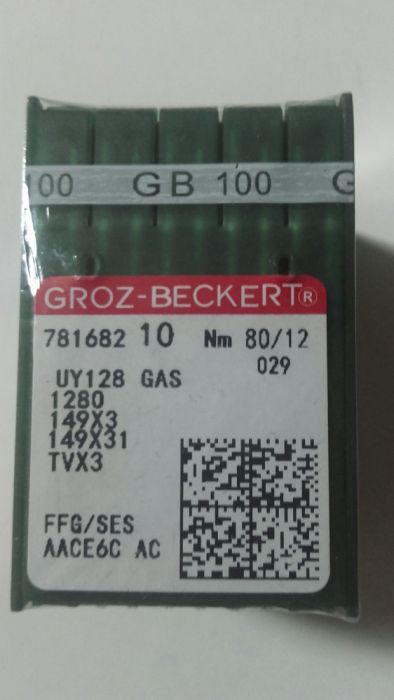 100 GB 100 G
GROZ-BECKERT®
781682 10 Nm 80/12
029
UY128 GAS
1280
149X3
149X31
TVX3
FFG/SES
AACE6C AC